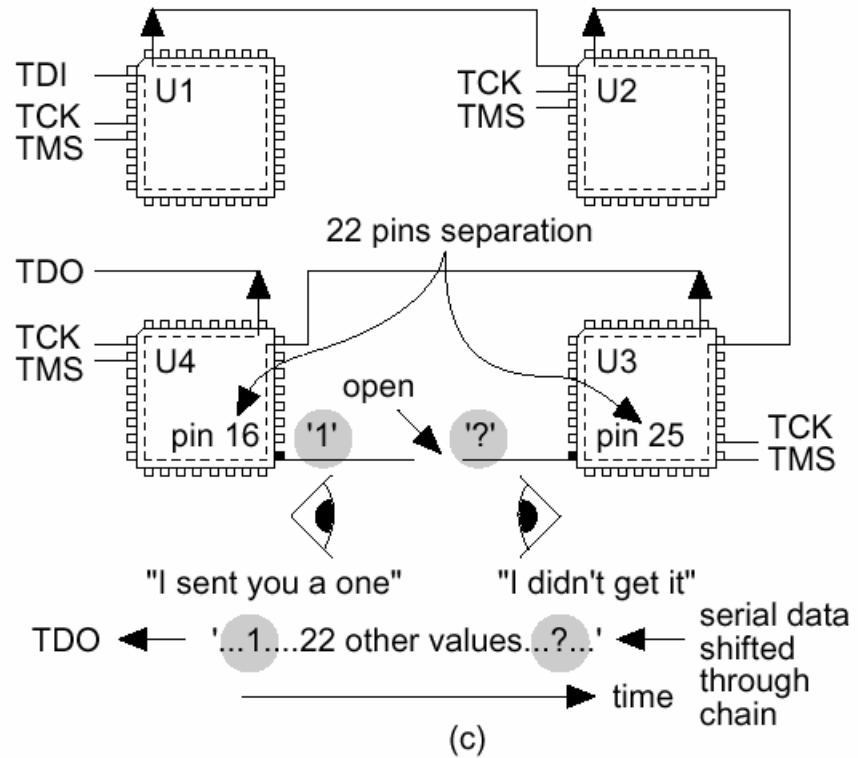 TDI
U1
TCK
TMS
TCK
U2
TMS
22 pins separation
TDO
TCK
U4
TMS
U3
open
pin 16
'1'
'?'
pin 25
TCK
TMS
"I sent you a one"
"I didn't get it"
TDO
'...1....22 other values...?...'
serial data
shifted
through
chain
time
(c)